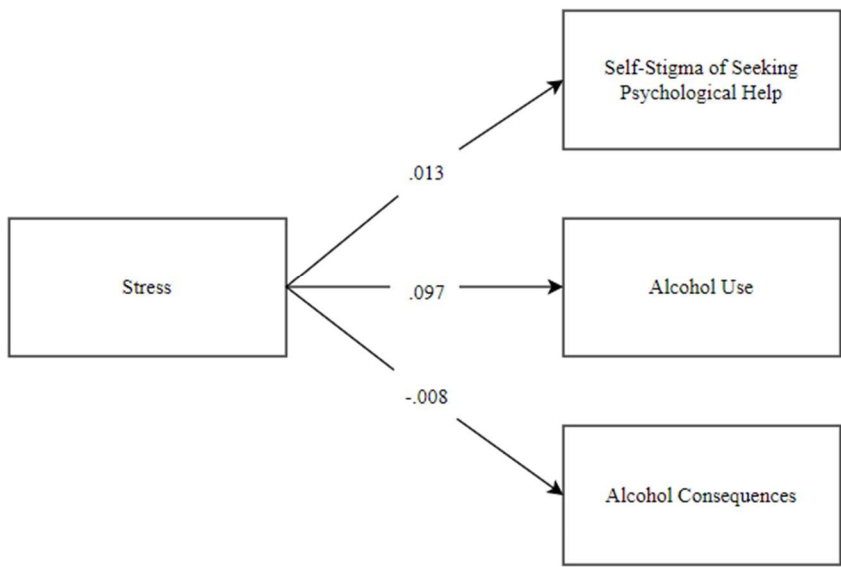 Self-Stigma of Seeking
Psychological Help
.013
Stress
.097
Alcohol Use
-.008
Alcohol Consequences